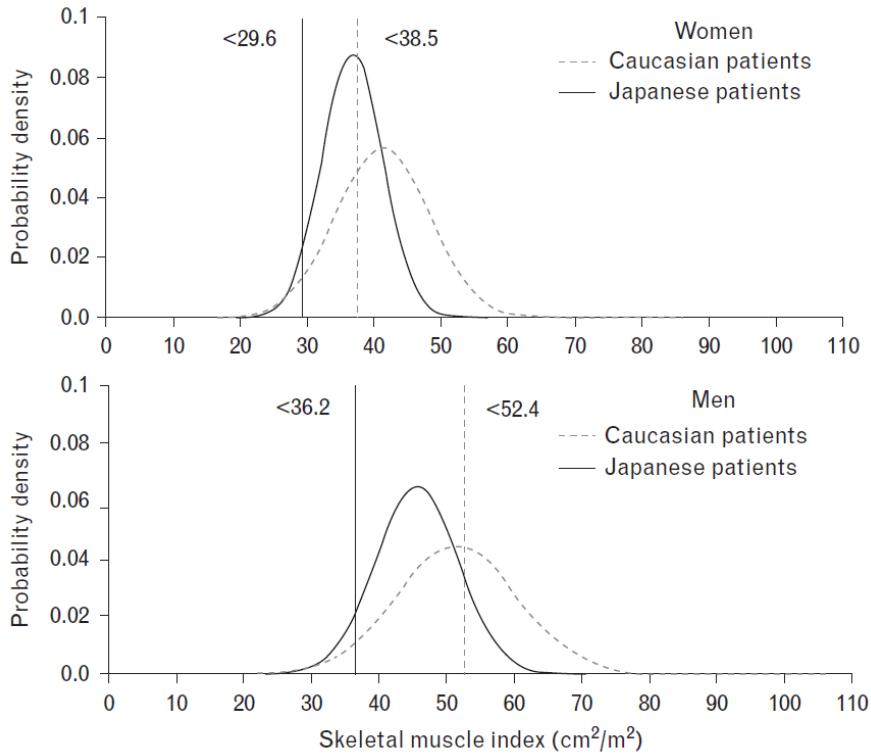 0.1
<29.6
<38.5
Women
Caucasian patients
Japanese patients
0.08
0.06
0.04
0.02
0.0
Probability density
0 10 20 30 40 50 60 70 80 90 100 110
0.1
<36.2
<52.4
Men
Caucasian patients
Japanese patients
0.08
0.06
0.04
0.02
0.0
Probability density
0 10 20 30 40 50 60 70 80 90 100 110
Skeletal muscle index (cm²/m²)